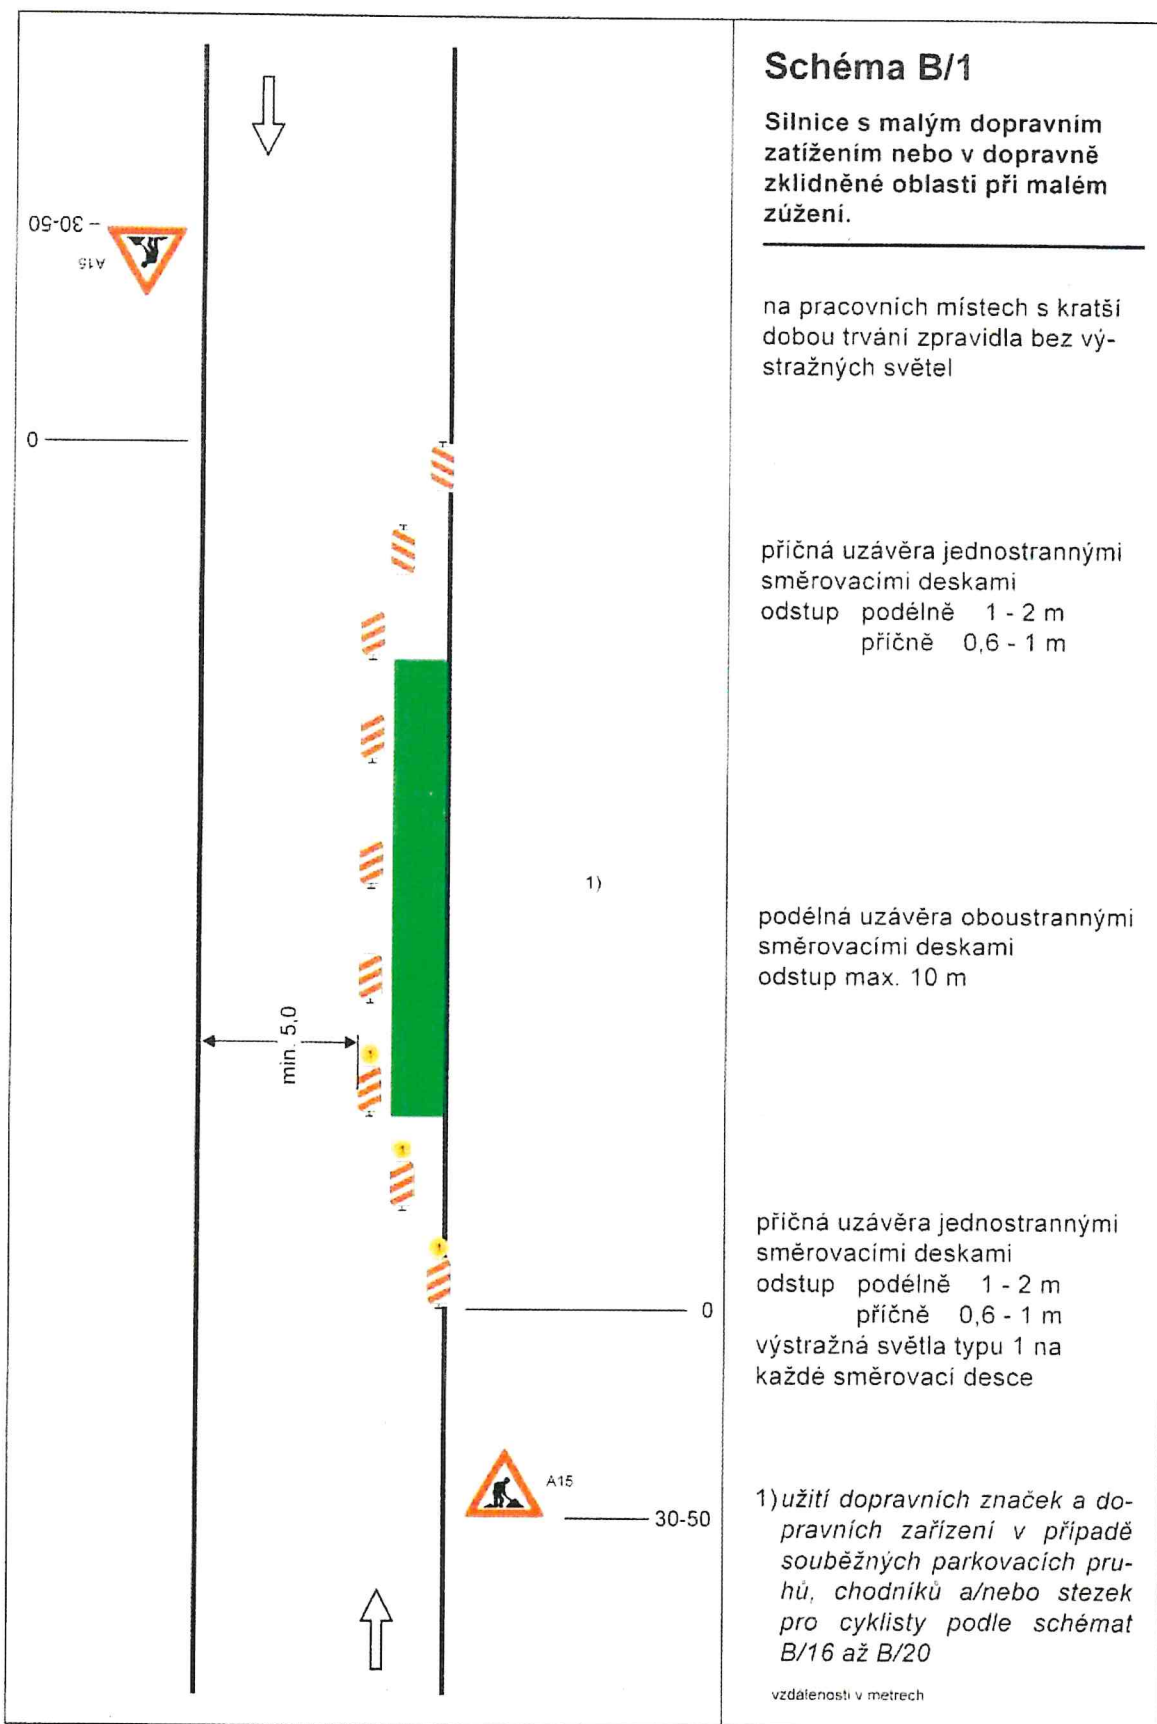 Schéma B/1
Silnice s malým dopravním
zatížením nebo v dopravně
zklidněné oblasti při malém
zúžení.
30-50
A15
na pracovních místech s kratší
dobou trvání zpravidla bez vý-
stražných světel
0
příčná uzávěra jednostrannými
směrovacími deskami
odstup podélně 1 - 2 m
příčně 0,6 - 1 m
1)
podélná uzávěra oboustrannými
směrovacími deskami
odstup max. 10 m
min. 5,0
příčná uzávěra jednostrannými
směrovacími deskami
odstup podélně 1 - 2 m
příčně 0,6 - 1 m
výstražná světla typu 1 na
každé směrovací desce
1
1
1
0
A15
30-50
1) užití dopravních značek a do-
pravních zařízení v případě
souběžných parkovacích pru-
hů, chodníků a/nebo stezek
pro cyklisty podle schémat
B/16 až B/20
vzdálenosti v metrech